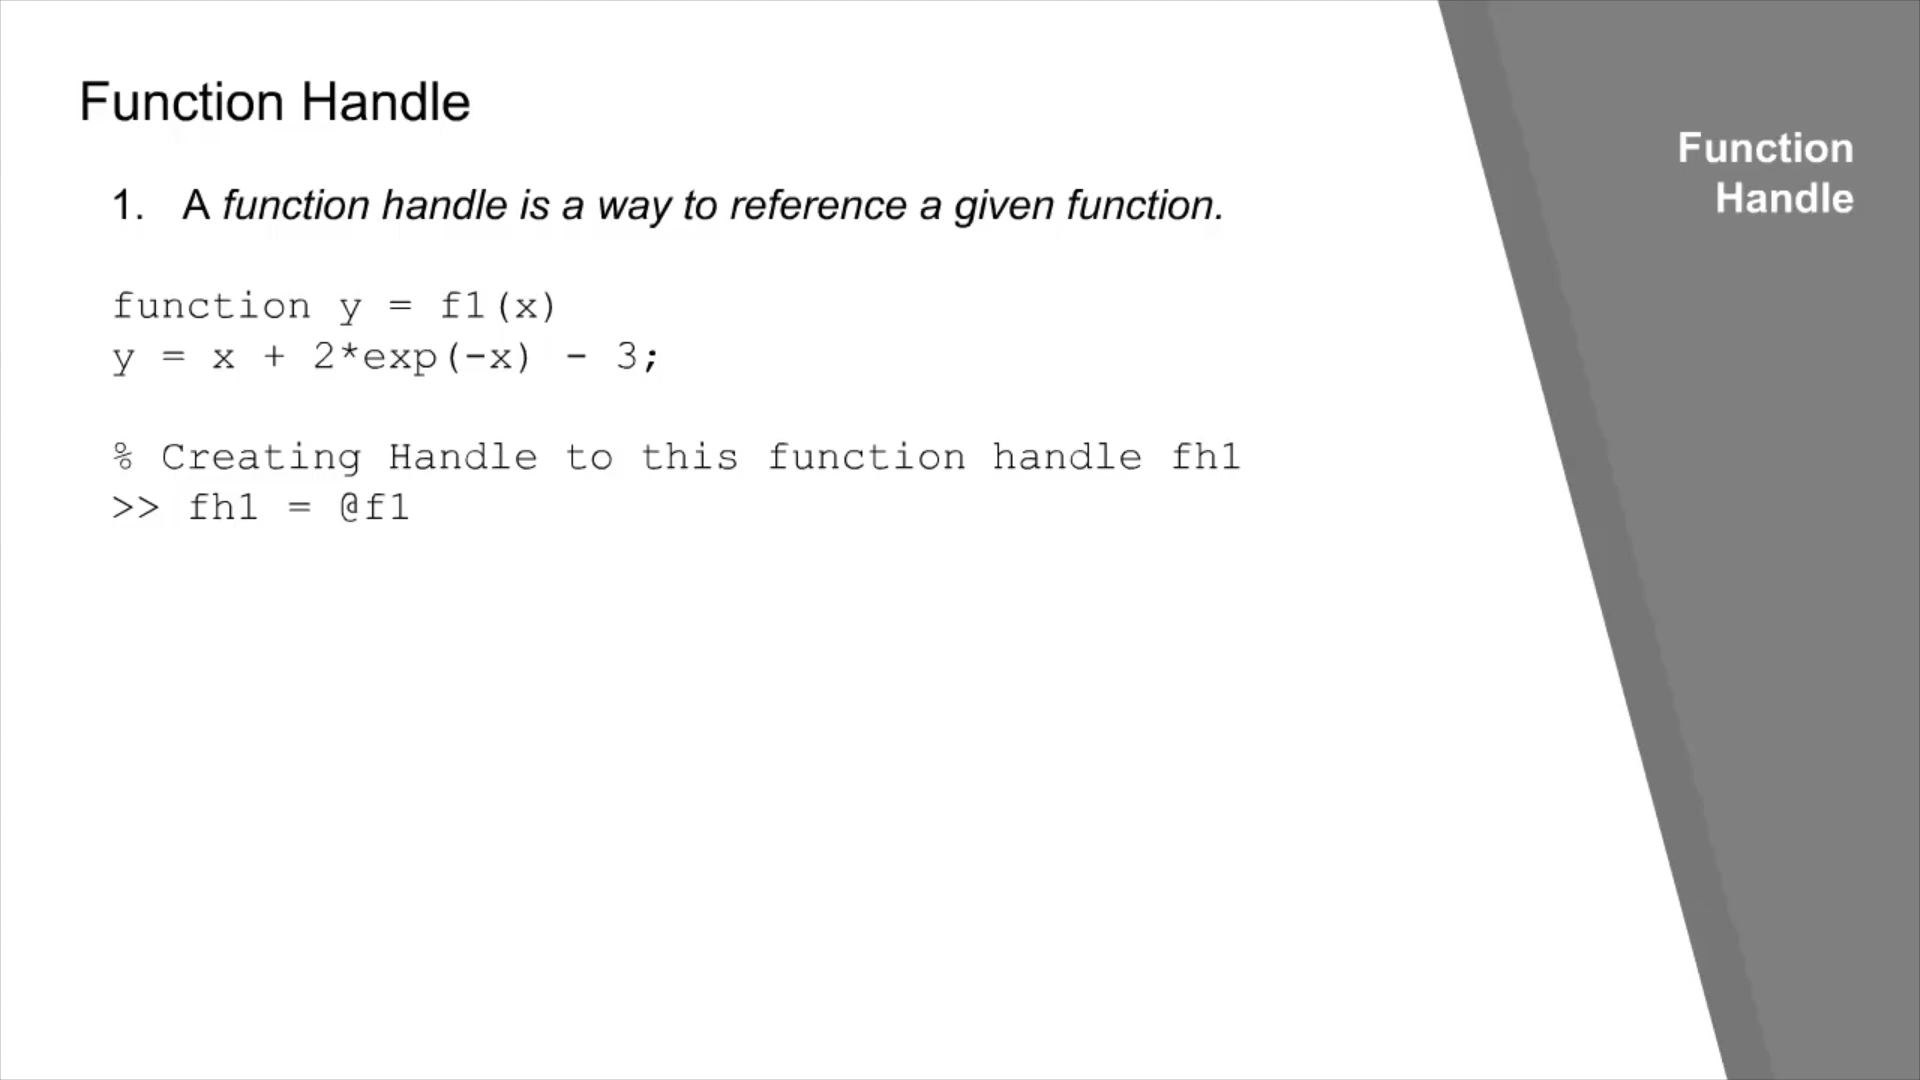 Function Handle
1. A function handle is a way to reference a given function.
function y = f1(x)
y = x + 2*exp(-x) - 3;
% Creating Handle to this function handle fh1
>> fh1 = @f1
Function
Handle